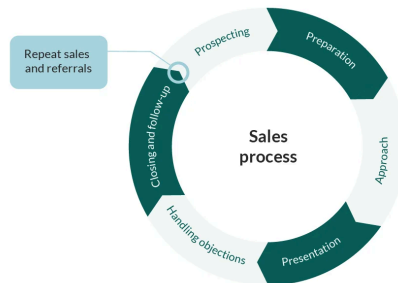 Prospecting
Preparation
Repeat sales
and referrals
Approach
Sales
process
Closing and follow-up
Handling objections
Presentation